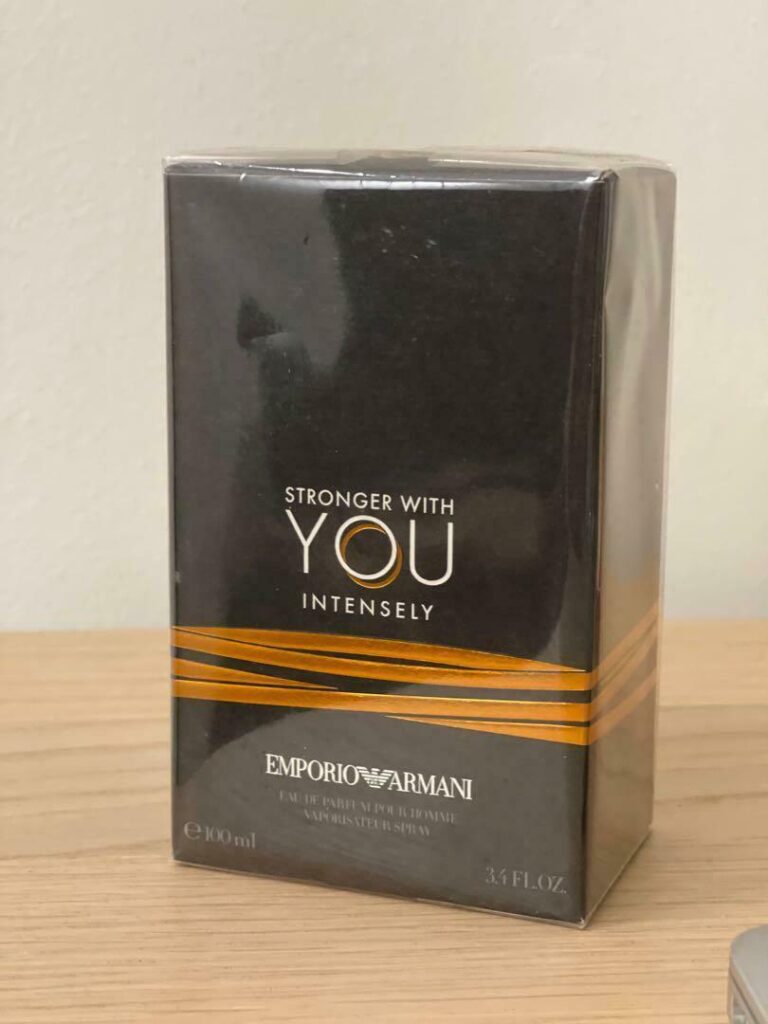 STRONGER WITH
YOU
INTENSELY
EMPORIO ARMANI
EAU DE PARFUM POUR HOMME
VAPORISATEUR SPRAY
e 100 ml
3.4 FL.OZ.